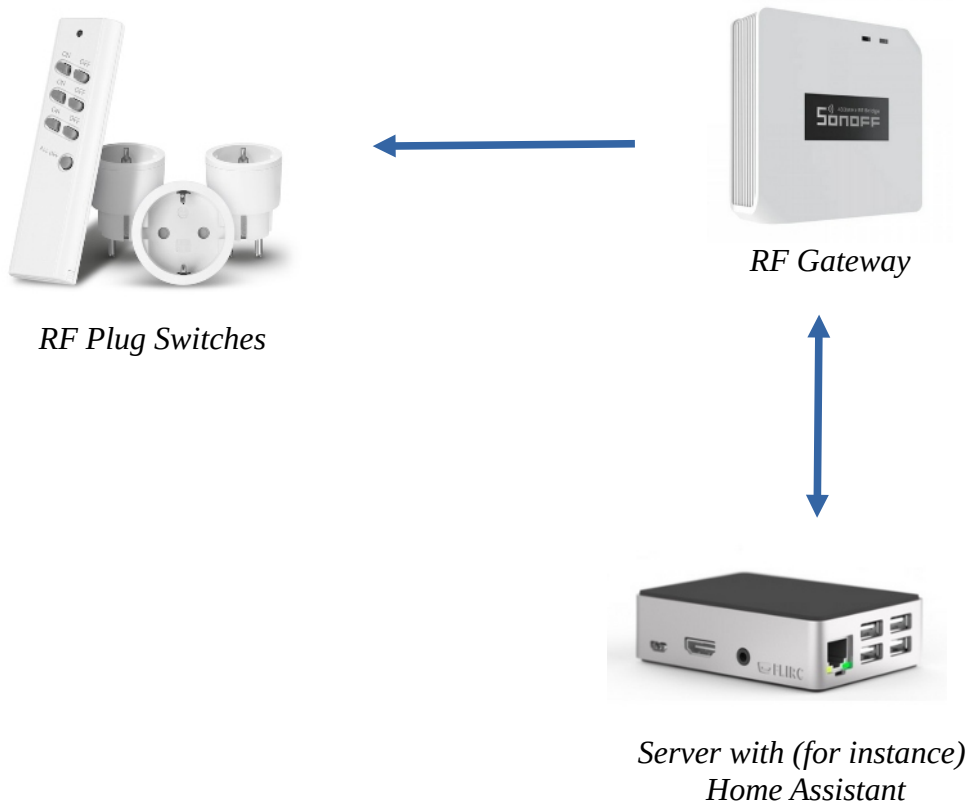 ON OFF
ON OFF
ON OFF
SONOFF
RF Gateway
RF Plug Switches
FLIRC
Server with (for instance)
Home Assistant